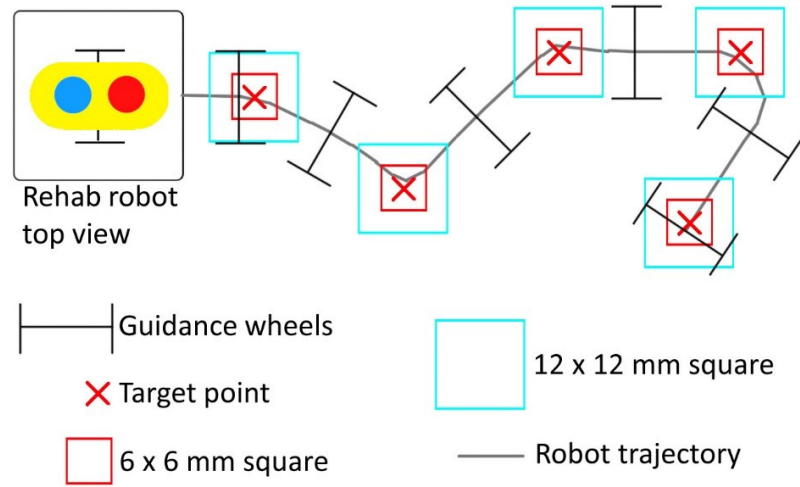 Rehab robot
top view
Guidance wheels
Target point
6 x 6 mm square
12 x 12 mm square
Robot trajectory